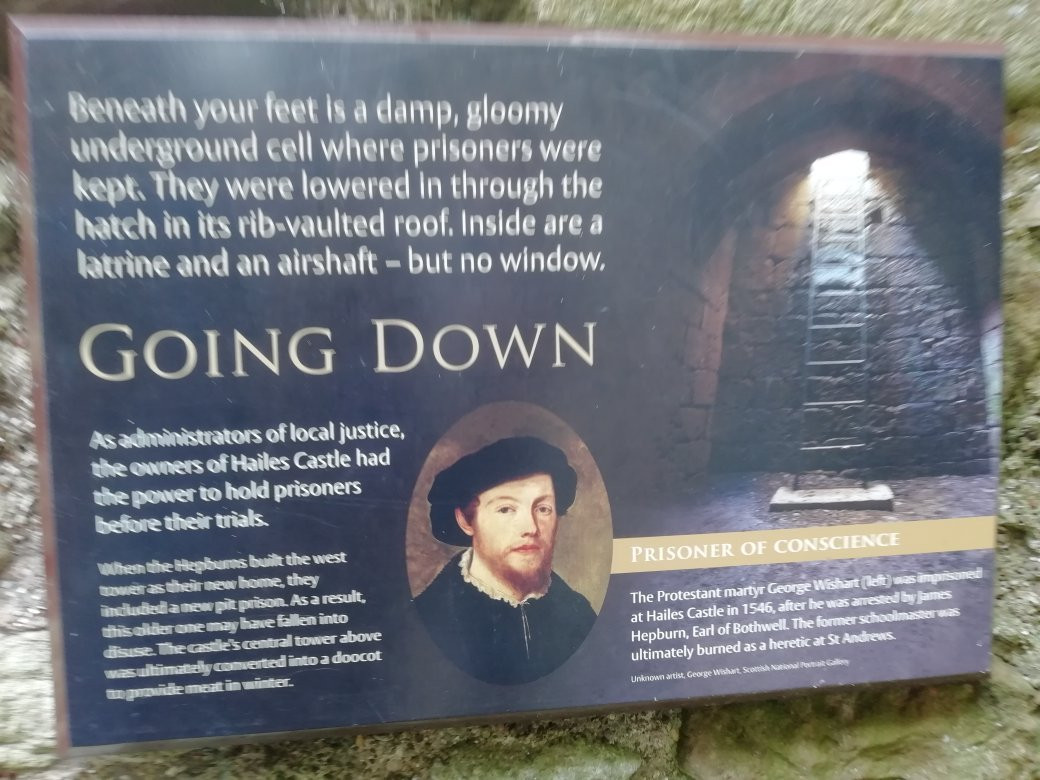 Beneath your feet is a damp, gloomy
underground cell where prisoners were
kept. They were lowered in through the
hatch in its rib-vaulted roof. Inside are a
latrine and an airshaft – but no window.
GOING DOWN
As administrators of local justice,
the owners of Hailes Castle had
the power to hold prisoners
before their trials.
When the Hepburns built the west
tower as their new home, they
included a new pit prison. As a result,
this older one may have fallen into
disuse. The castle's central tower above
was ultimately converted into a doocot
to provide meat in winter.
PRISONER OF CONSCIENCE
The Protestant martyr George Wishart (left) was imprisoned
at Hailes Castle in 1546, after he was arrested by James
Hepburn, Earl of Bothwell. The former schoolmaster was
ultimately burned as a heretic at St Andrews.
Unknown artist, George Wishart, Scottish National Portrait Gallery